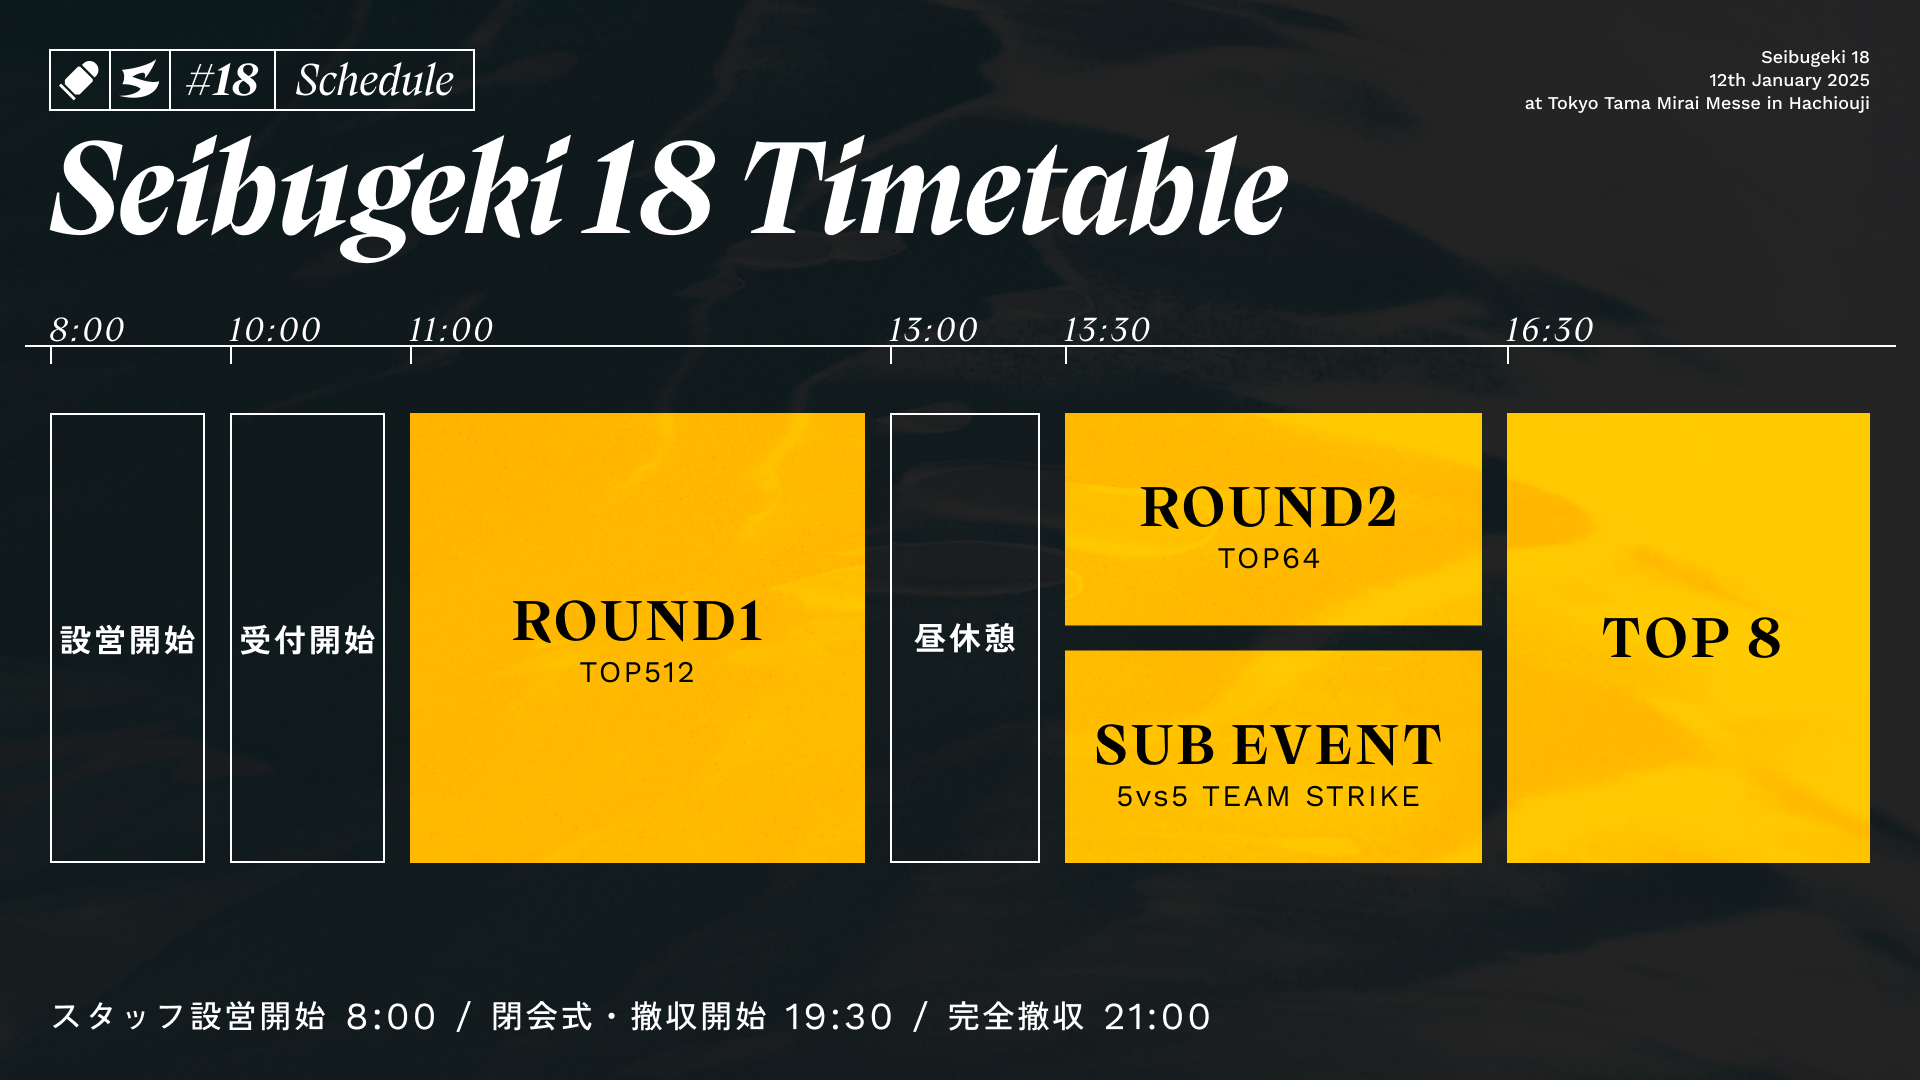 #18 Schedule
Seibugeki 18
12th January 2025
at Tokyo Tama Mirai Messe in Hachiouji
Seibugeki 18 Timetable
8:00
10:00
11:00
13:00
13:30
16:30
設営開始
受付開始
ROUND1
TOP512
昼休憩
ROUND2
TOP64
SUB EVENT
5vs5 TEAM STRIKE
TOP 8
スタッフ設営開始 8:00 / 閉会式・撤収開始 19:30 / 完全撤収 21:00